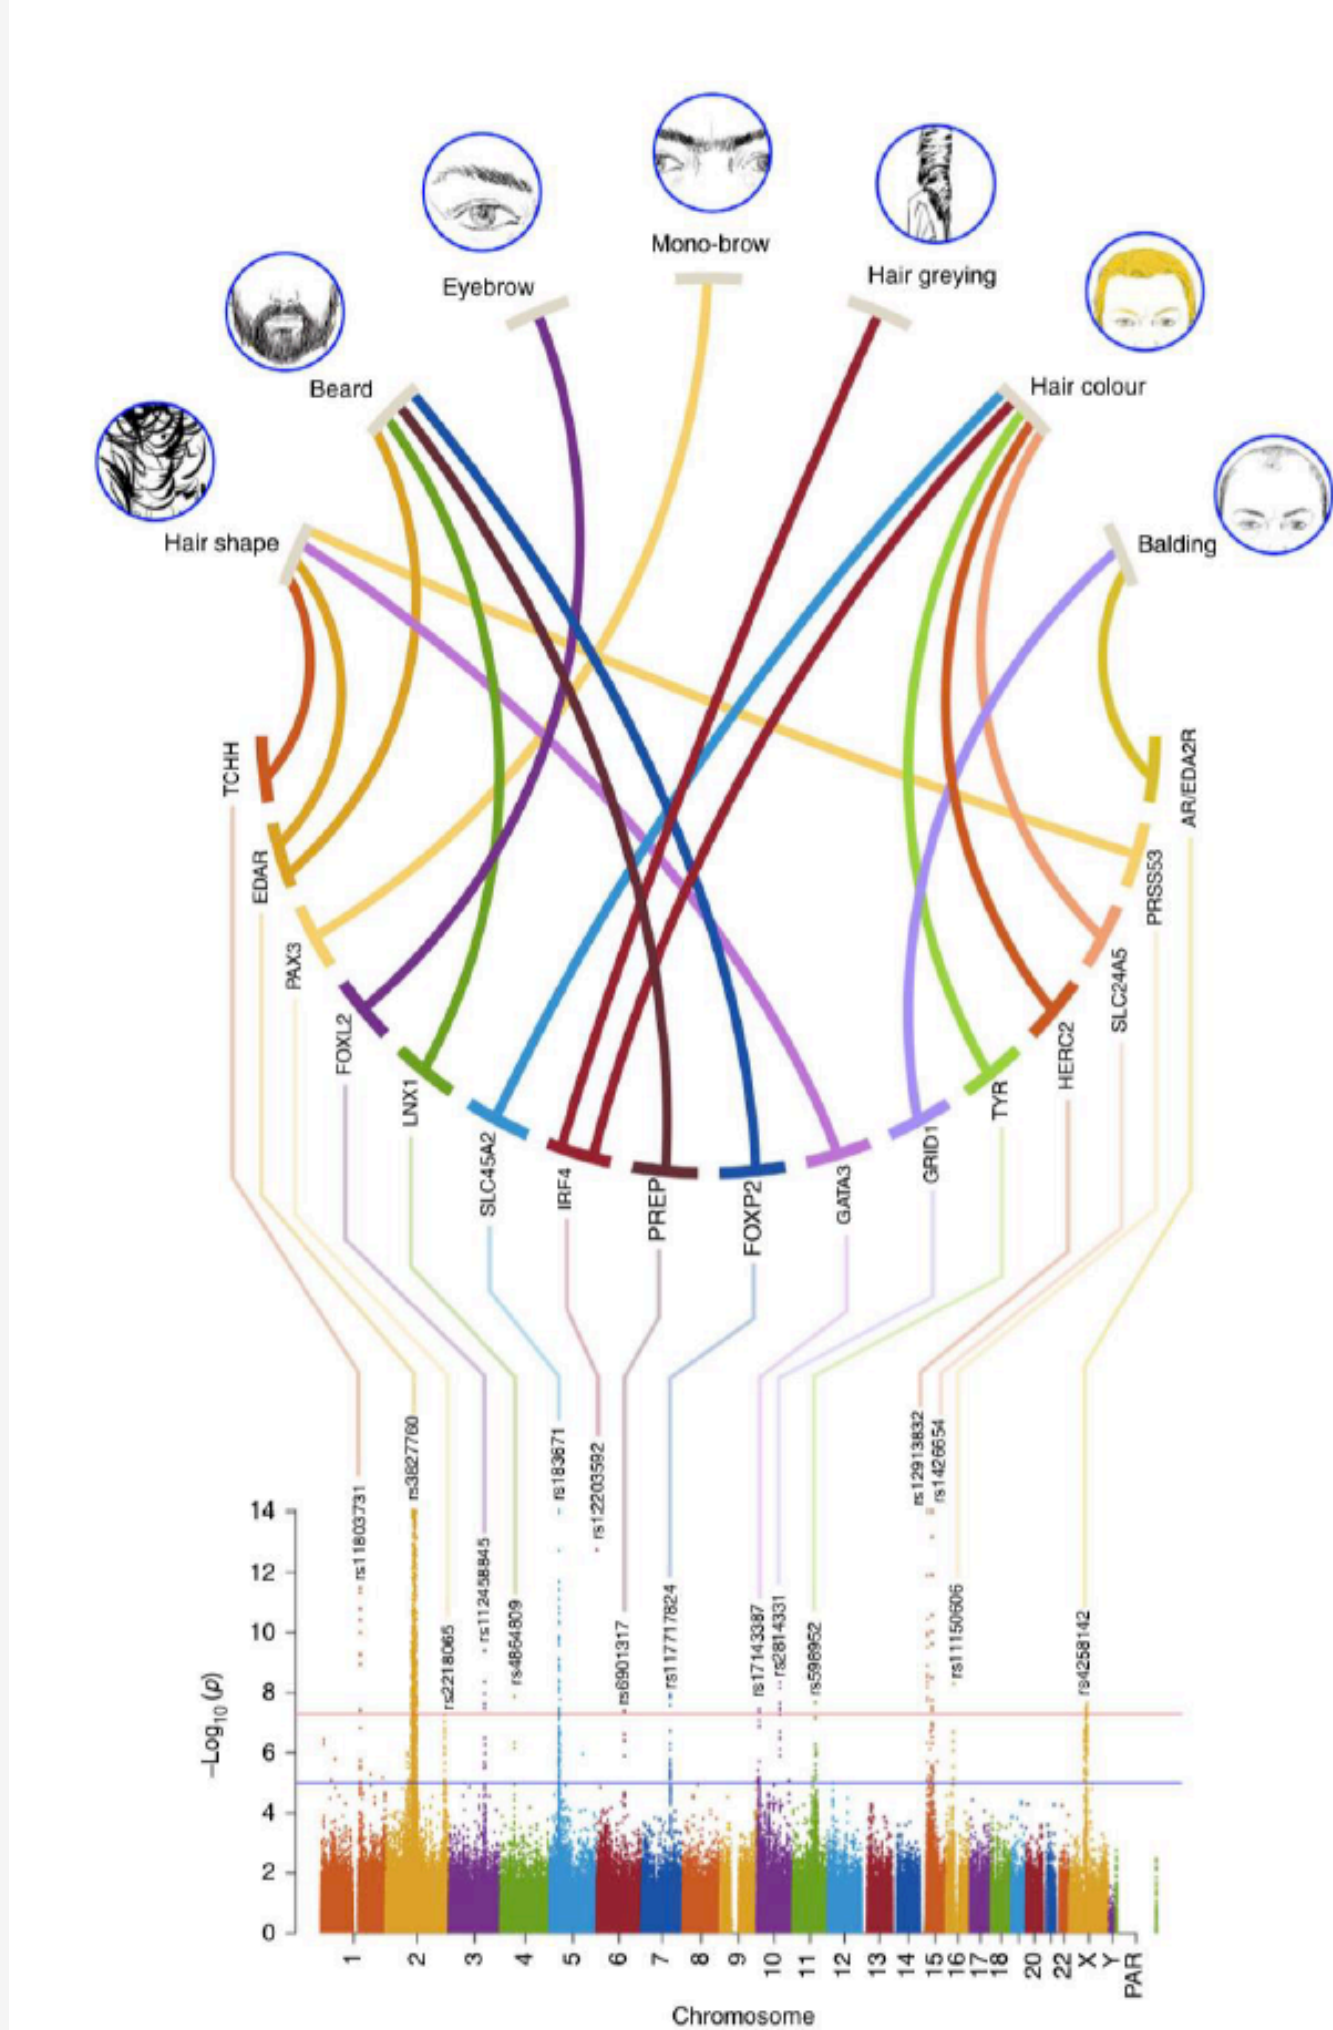 Mono-brow
Hair greying
Eyebrow
Beard
Hair colour
Hair shape
Balding
TCHH
EDAR
PAX3
FOXL2
LNX1
SLC45A2
IRF4
PREP
FOXP2
GATA3
GRID1
TYR
HERC2
SLC24A5
PRSS53
AR/EDA2R
rs11803731
rs3827760
rs2218065
rs112458845
rs4864809
rs183671
rs12203592
rs6901317
rs117717824
rs17143387
rs2814331
rs598952
rs12913832
rs1426654
rs11150606
rs4258142
−Log10 (p)
14
12
10
8
6
4
2
0
1 2 3 4 5 6 7 8 9 10 11 12 13 14 15 16 17 18 20 22 X Y PAR
Chromosome